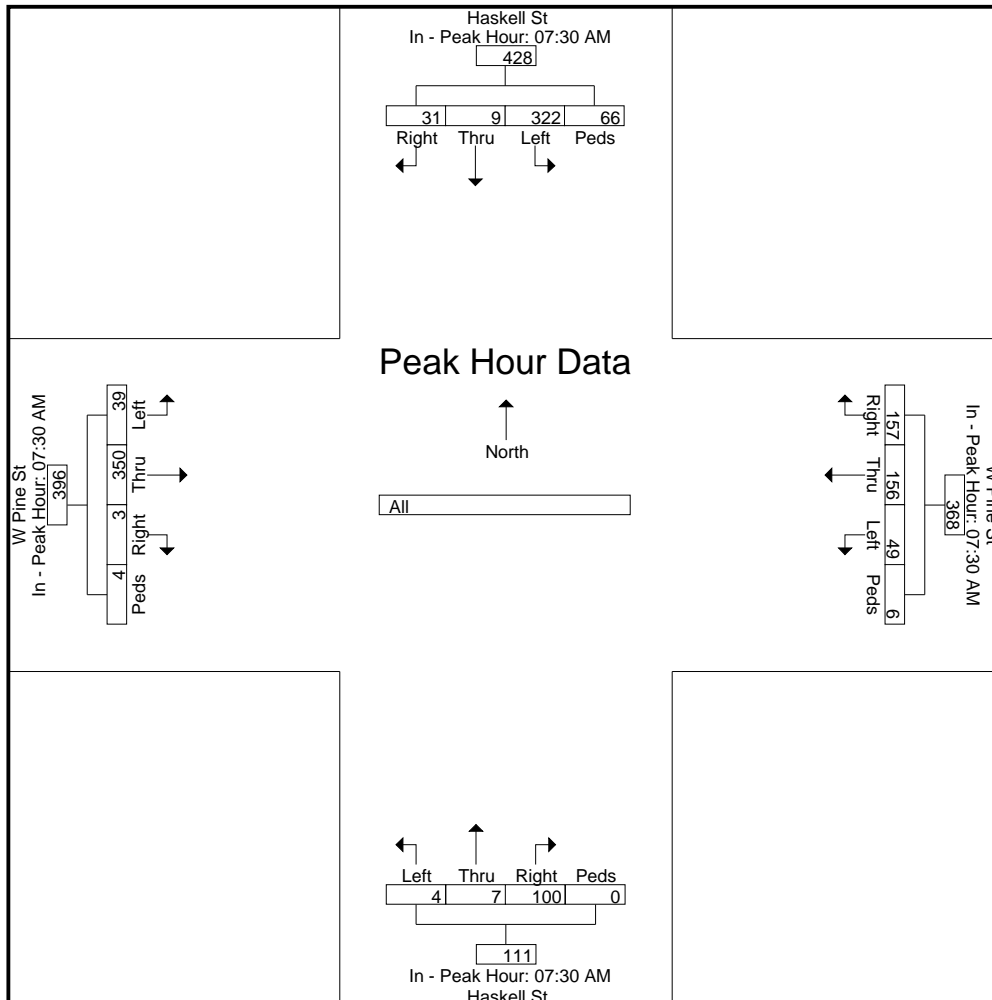 Haskell St
In - Peak Hour: 07:30 AM
428
31 9 322 66
Right Thru Left Peds
Peak Hour Data
North
All
W Pine St
In - Peak Hour: 07:30 AM
396
39 350 3 4
Left Thru Right Peds
W Pine St
In - Peak Hour: 07:30 AM
368
157 156 49 6
Right Thru Left Peds
Left Thru Right Peds
4 7 100 0
111
In - Peak Hour: 07:30 AM
Haskell St